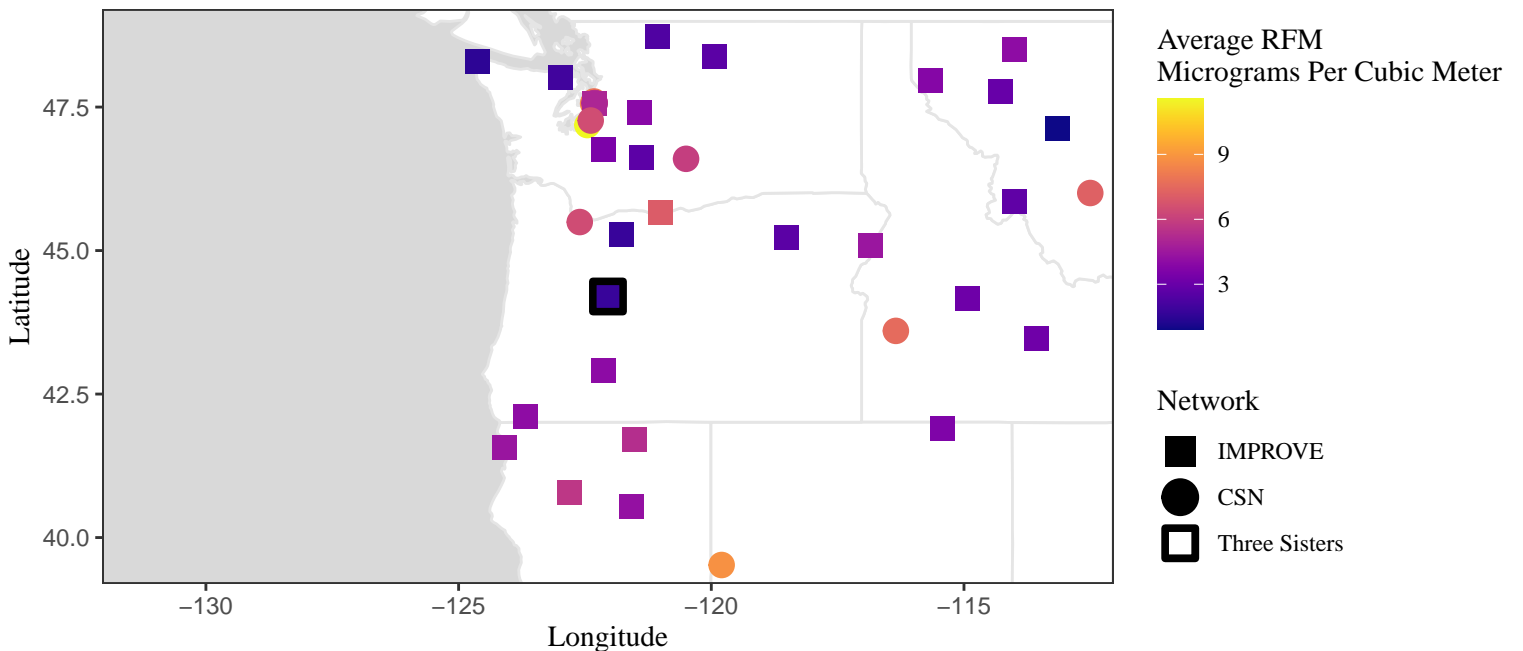 Average RFM
Micrograms Per Cubic Meter
9
6
3
Network
IMPROVE
CSN
Three Sisters
Latitude
47.5
45.0
42.5
40.0
−130
−125
−120
−115
Longitude